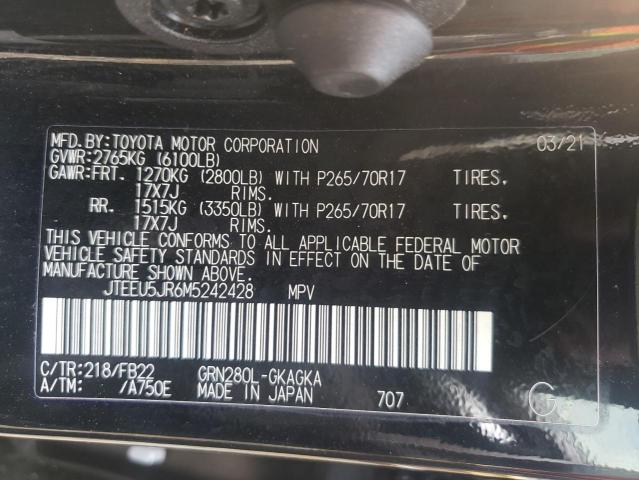 MFD.BY:TOYOTA MOTOR CORPORATION 03/21
GVWR:2765KG (6100LB)
GAWR:FRT. 1270KG (2800LB) WITH P265/70R17 TIRES.
17X7J RIMS.
RR. 1515KG (3350LB) WITH P265/70R17 TIRES.
17X7J RIMS.
THIS VEHICLE CONFORMS TO ALL APPLICABLE FEDERAL MOTOR
VEHICLE SAFETY STANDARDS IN EFFECT ON THE DATE OF
MANUFACTURE SHOWN ABOVE.
JTEEU5JR6M5242428 MPV
C/TR:218/FB22 GRN280L-GKAGKA
A/TM: /A750E MADE IN JAPAN 707
G